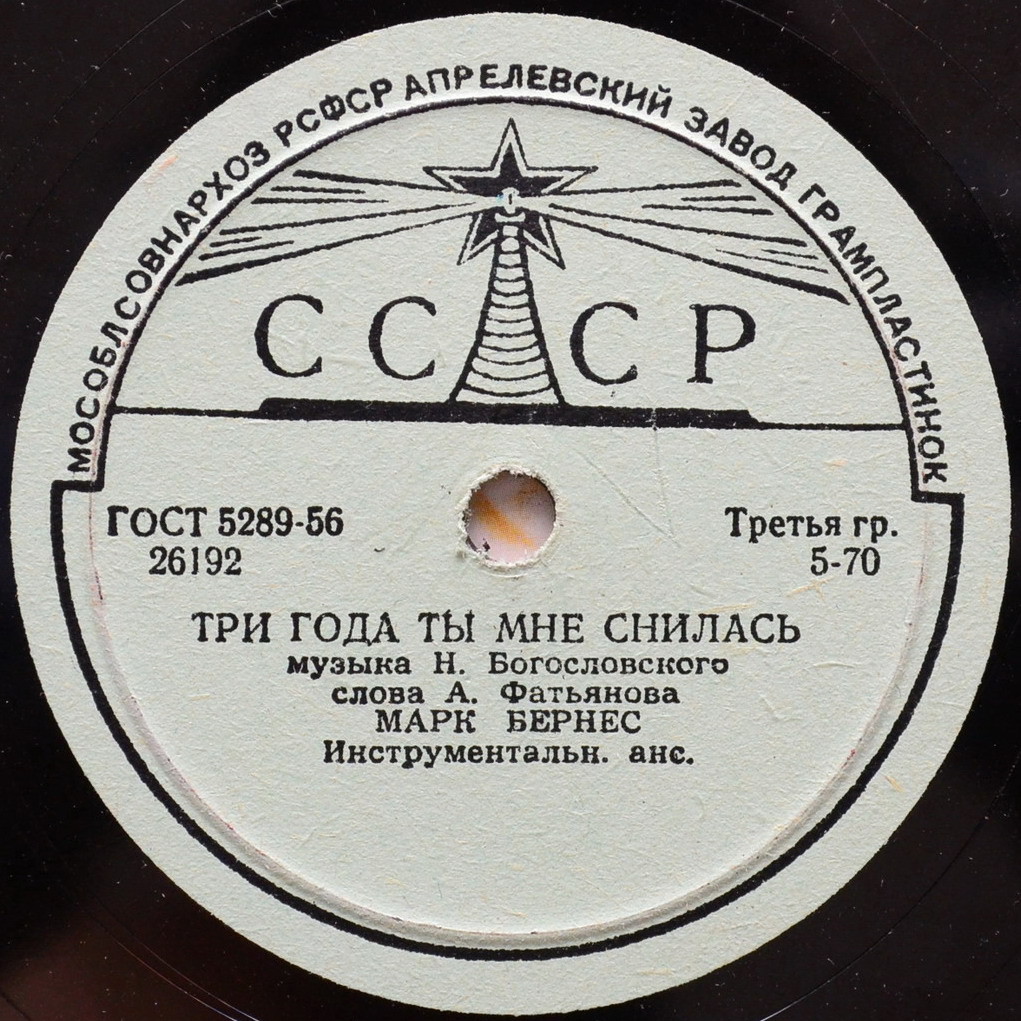 МОСОБЛСОВНАРХОЗ РСФСР АПРЕЛЕВСКИЙ ЗАВОД ГРАМПЛАСТИНОК
СССР
ГОСТ 5289-56
26192
Третья гр.
5-70
ТРИ ГОДА ТЫ МНЕ СНИЛАСЬ
музыка Н. Богословского
слова А. Фатьянова
МАРК БЕРНЕС
Инструментальн. анс.